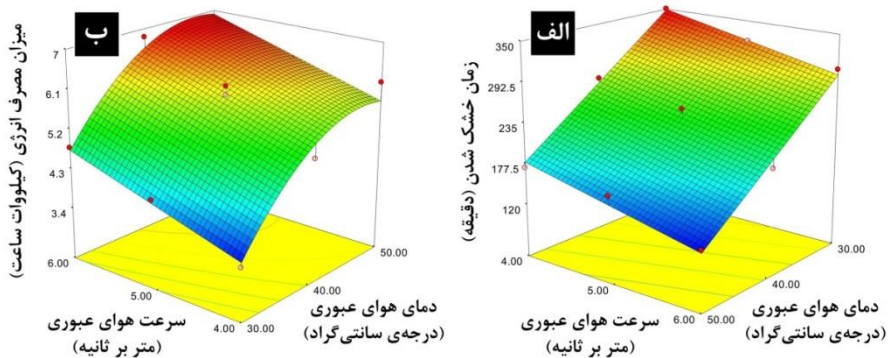 الف
زمان خشک شدن (دقیقه)
350
292.5
235
177.5
120
4.00
5.00
6.00
50.00
40.00
30.00
سرعت هوای عبوری
(متر بر ثانیه)
دمای هوای عبوری
(درجه‌ی سانتی‌گراد)
ب
میزان مصرف انرژی (کیلووات ساعت)
7
6.1
5.2
4.3
3.4
6.00
5.00
4.00
30.00
40.00
50.00
سرعت هوای عبوری
(متر بر ثانیه)
دمای هوای عبوری
(درجه‌ی سانتی‌گراد)